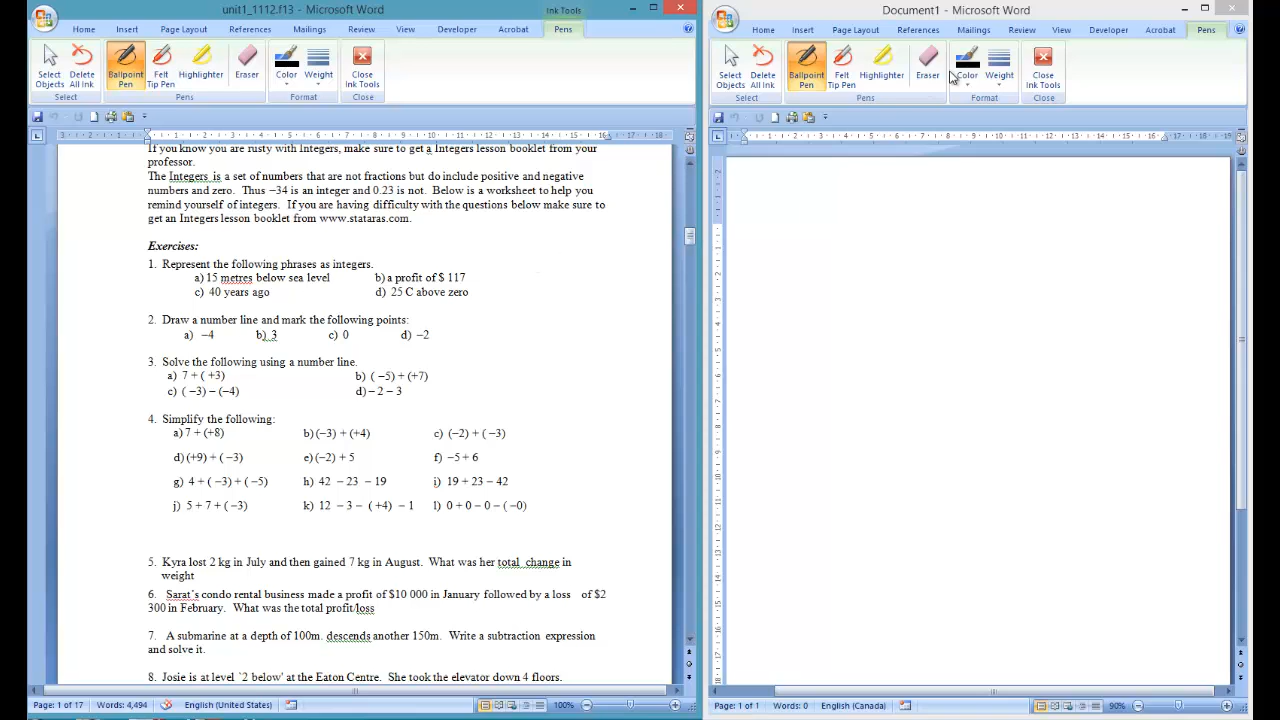 unit1_1112.f13 - Microsoft Word
Ink Tools
Home Insert Page Layout References Mailings Review View Developer Acrobat Pens
Select Objects
Delete All Ink
Ballpoint Pen
Felt Tip Pen
Highlighter
Eraser
Color
Weight
Close Ink Tools
Select Pens Format Close
If you know you are rusty with Integers, make sure to get a Integers lesson booklet from your
professor.
The Integers is a set of numbers that are not fractions but do include positive and negative
numbers and zero. Thus −34 is an integer and 0.23 is not. Below is a worksheet to help you
remind yourself of integers. If you are having difficulty with the questions below make sure to
get an Integers lesson booklet from www.stataras.com.
Exercises:
1. Represent the following phrases as integers.
a) 15 metres below sea level b) a profit of $ 117
c) 40 years ago d) 25 C above zero
2. Draw a number line and mark the following points:
a) −4 b) 3 c) 0 d) −2
3. Solve the following using a number line.
a) 7 + ( +3) b) ( −5) + (+7)
c) ( −3) − (−4) d) − 2 − 3
4. Simplify the following:
a) 7 + (+8) b) (−3) + (+4) c) (−2) + ( −3)
d) (+9) + ( −3) e) (−2) + 5 f) −5 + 6
g) 4 + ( −3) + ( −5) h) 42 − 23 − 19 i) 19 + 23 − 42
j) 5 + 7 + ( −3) k) 12 − 3 − ( +4) − 1 l) 0 + 0 − 0 − ( −0)
5. Kyra lost 2 kg in July and then gained 7 kg in August. What was her total change in
weight
6. Sarat's condo rental business made a profit of $10 000 in January followed by a loss of $2
300 in February. What was the total profit/loss
7. A submarine at a depth of 100m. descends another 150m. Write a subtraction expression
and solve it.
8. Josie is at level `2 below' at the Eaton Centre. She took the elevator down 4 floors.
Page: 1 of 17 Words: 4,494 English (United States) 100%
Document1 - Microsoft Word
Home Insert Page Layout References Mailings Review View Developer Acrobat Pens
Select Objects
Delete All Ink
Ballpoint Pen
Felt Tip Pen
Highlighter
Eraser
Color
Weight
Close Ink Tools
Select Pens Format Close
Page: 1 of 1 Words: 0 English (Canada) 90%